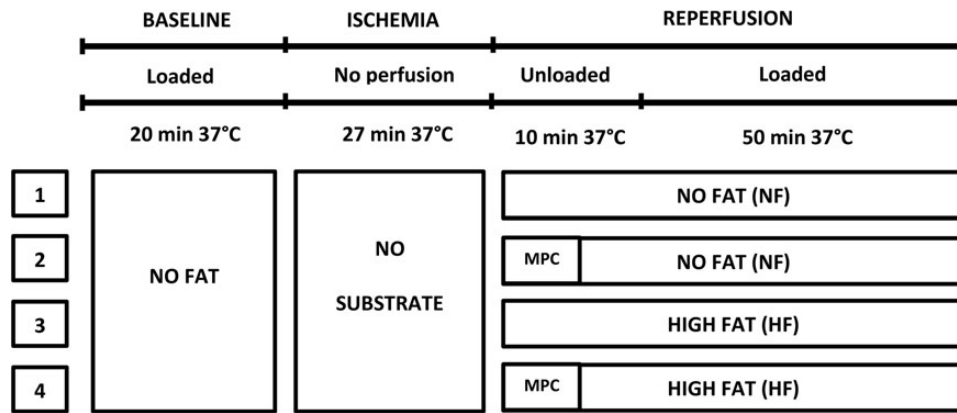 BASELINE ISCHEMIA REPERFUSION
Loaded No perfusion Unloaded Loaded
20 min 37°C 27 min 37°C 10 min 37°C 50 min 37°C
1 NO FAT (NF)
2 MPC NO FAT (NF)
NO FAT
NO
SUBSTRATE
3 HIGH FAT (HF)
4 MPC HIGH FAT (HF)